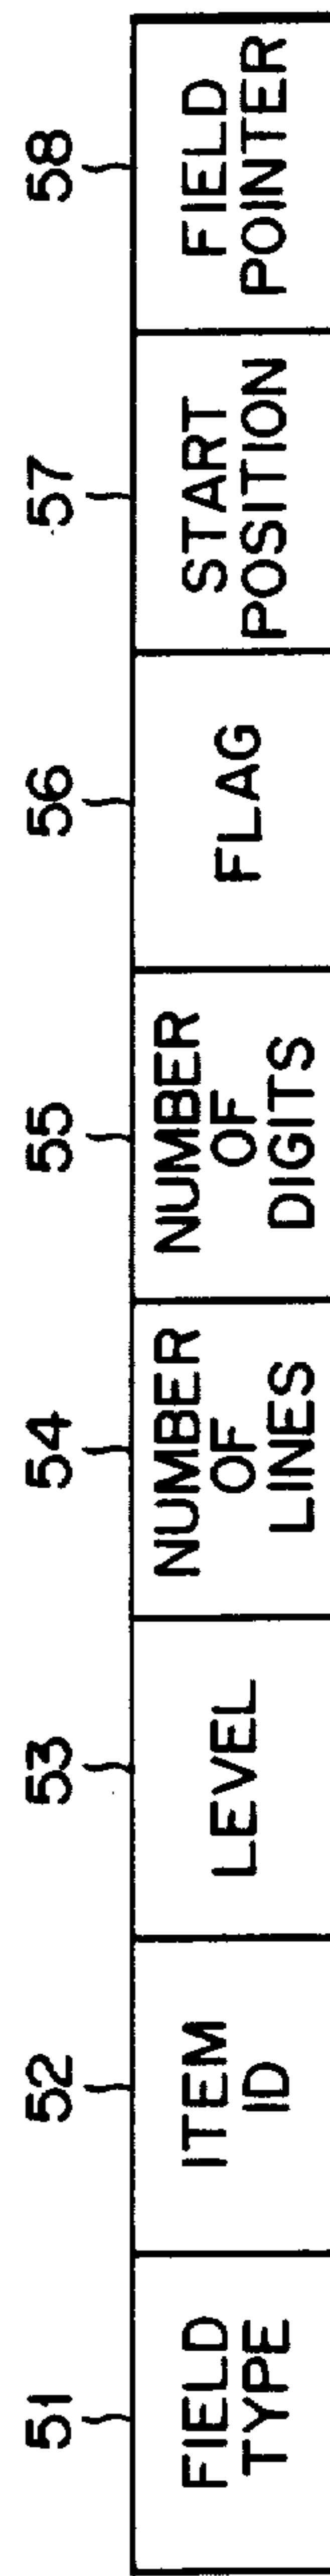 51 52 53 54 55 56 57 58
FIELD TYPE
ITEM ID
LEVEL
NUMBER OF LINES
NUMBER OF DIGITS
FLAG
START POSITION
FIELD POINTER